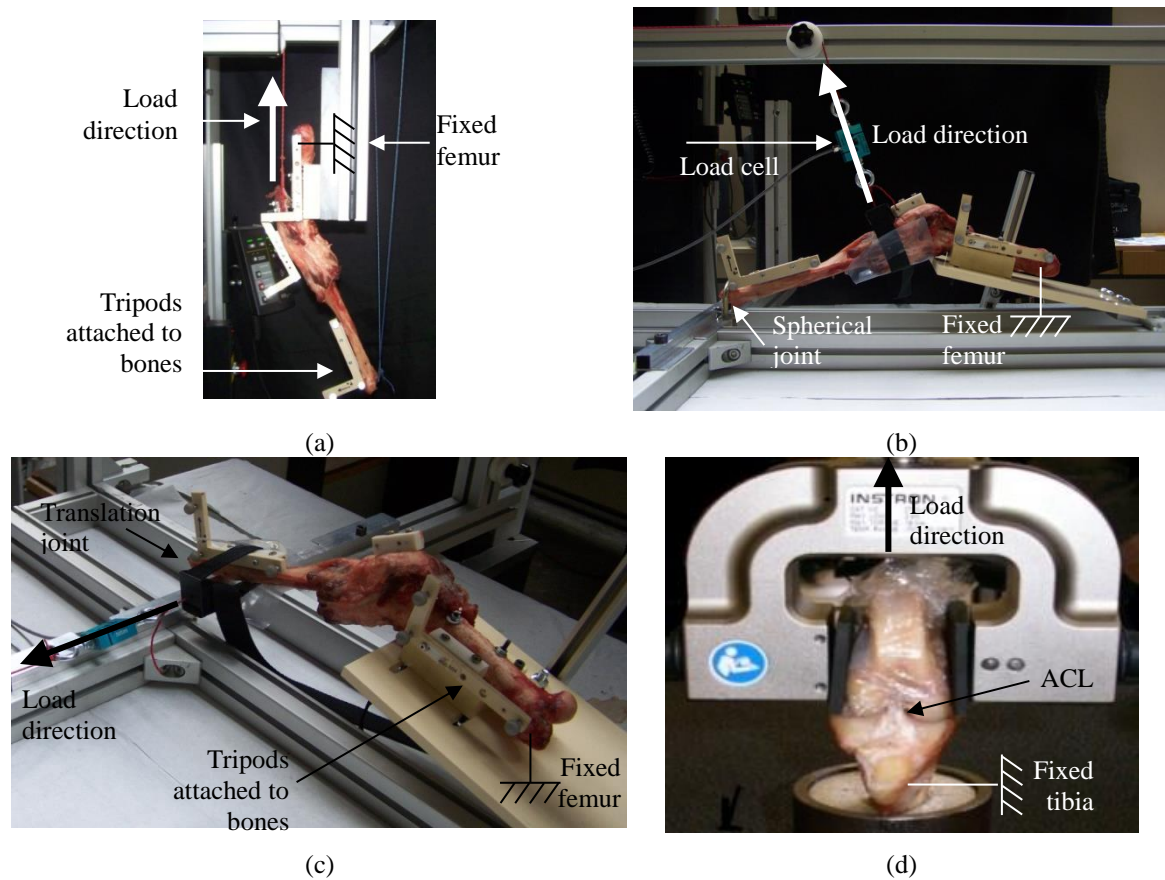 Load
direction
Fixed
femur
Tripods
attached to
bones
(a)
Load direction
Load cell
Spherical
joint
Fixed
femur
(b)
Translation
joint
Load
direction
Tripods
attached to
bones
Fixed
femur
(c)
INSTRON
Load
direction
ACL
Fixed
tibia
(d)